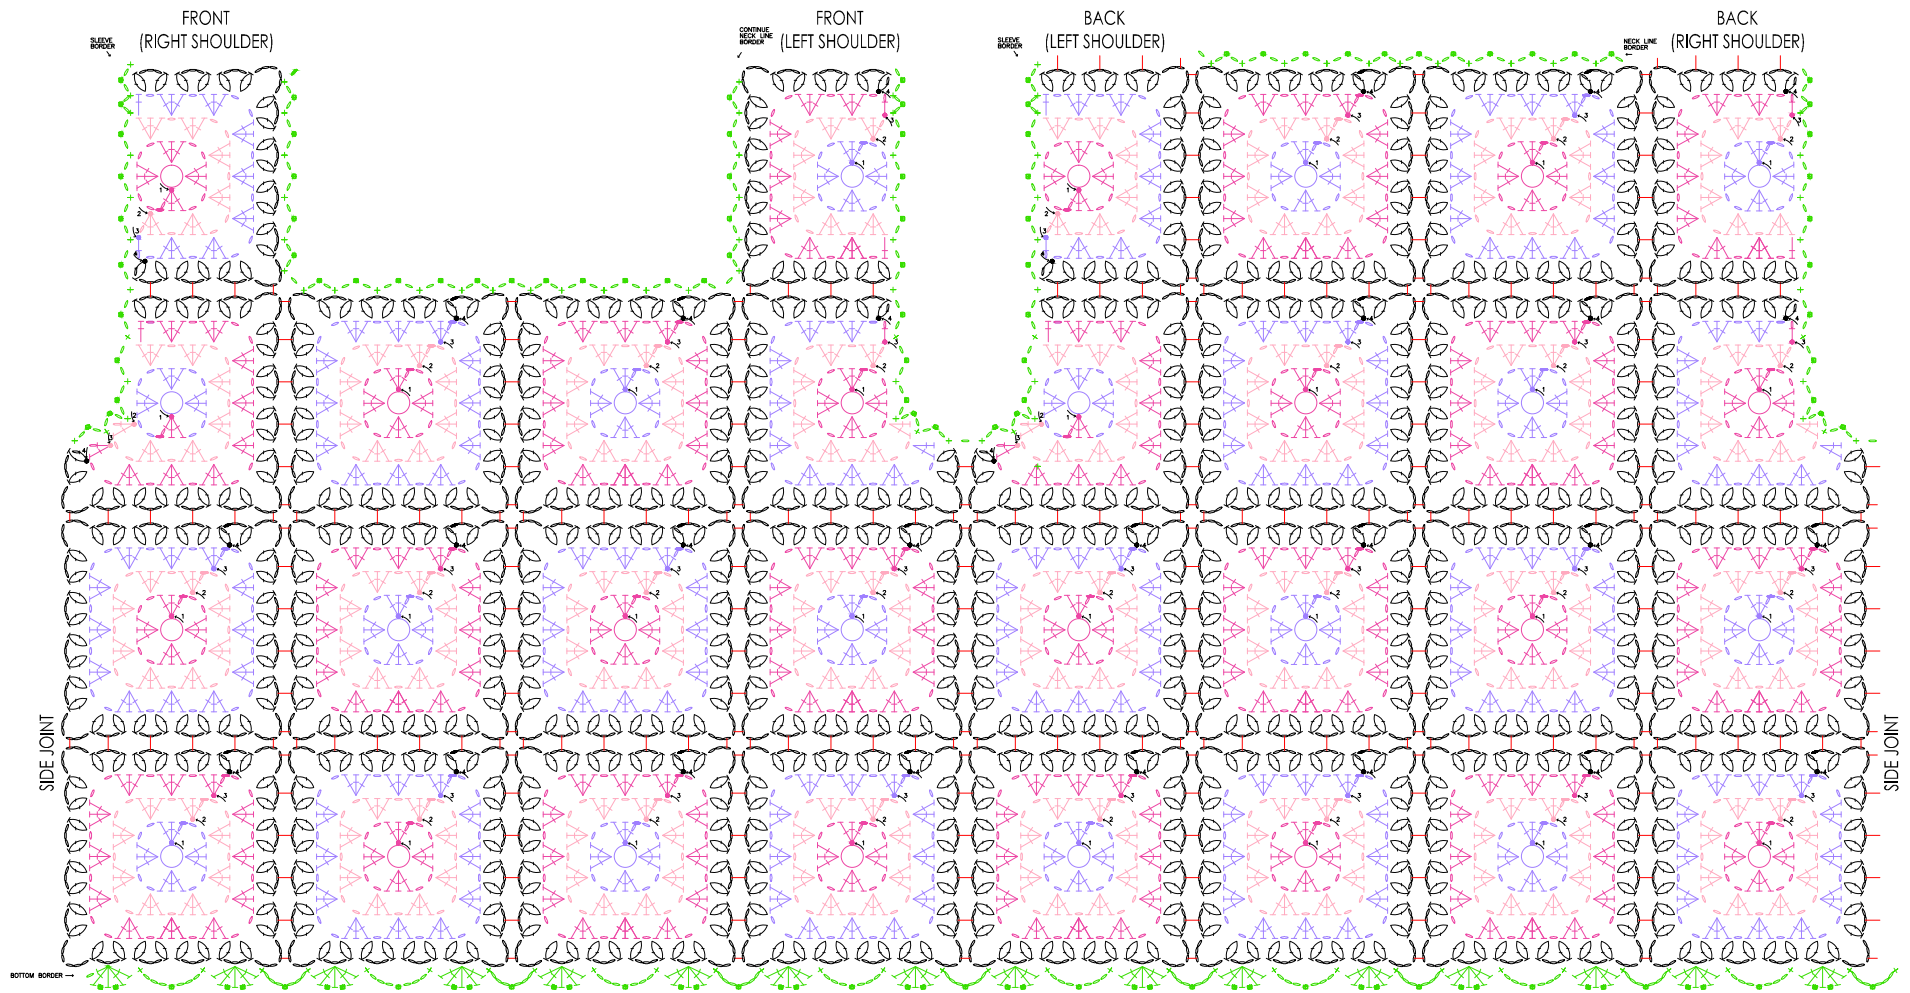 FRONT
(RIGHT SHOULDER)
SLEEVE
BORDER
CONTINUE
NECK LINE
BORDER
FRONT
(LEFT SHOULDER)
SLEEVE
BORDER
BACK
(LEFT SHOULDER)
NECK LINE
BORDER
BACK
(RIGHT SHOULDER)
SIDE JOINT
SIDE JOINT
BOTTOM BORDER